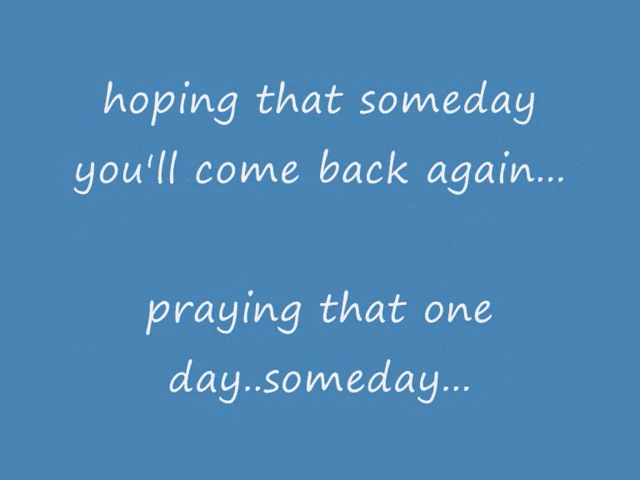 hoping that someday
you'll come back again...
praying that one
day..someday...